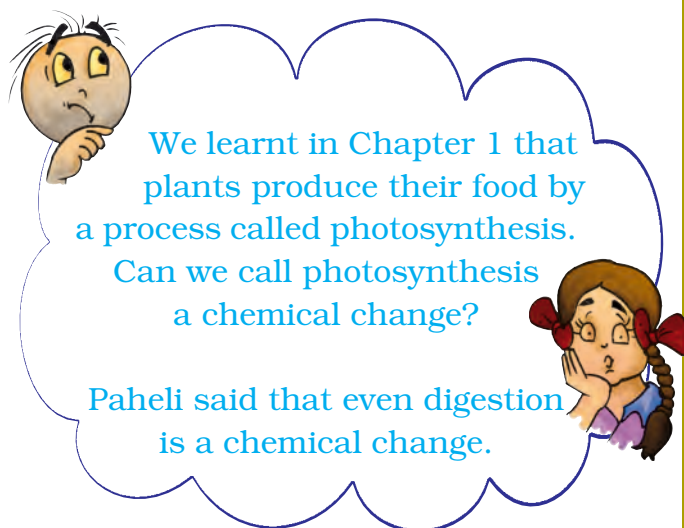 We learnt in Chapter 1 that
plants produce their food by
a process called photosynthesis.
Can we call photosynthesis
a chemical change?
Paheli said that even digestion
is a chemical change.